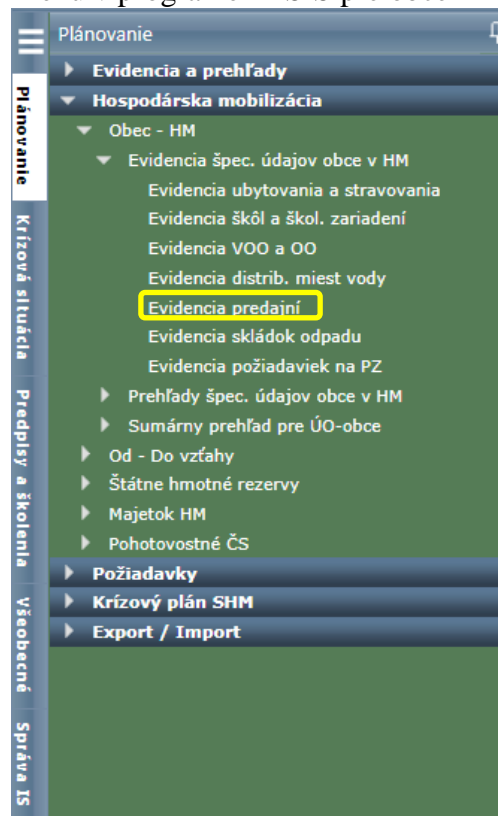 Plánovanie
Evidencia a prehľady
Hospodárska mobilizácia
Obec - HM
Evidencia špec. údajov obce v HM
Evidencia ubytovania a stravovania
Evidencia škôl a škol. zariadení
Evidencia VOO a OO
Evidencia distrib. miest vody
Evidencia predajní
Evidencia skládok odpadu
Evidencia požiadaviek na PZ
Prehľady špec. údajov obce v HM
Sumárny prehľad pre ÚO-obce
Od - Do vzťahy
Štátne hmotné rezervy
Majetok HM
Pohotovostné ČS
Požiadavky
Krízový plán SHM
Export / Import
Plánovanie
Krízová situácia
Predpisy a školenia
Všeobecné
Správa IS